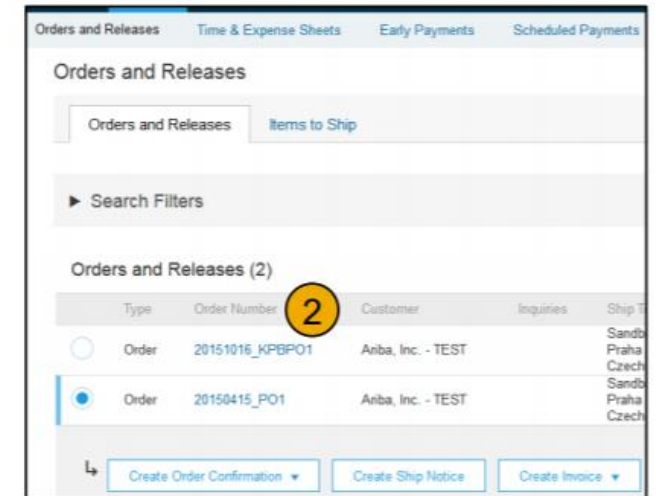 Orders and Releases Time & Expense Sheets Early Payments Scheduled Payments
Orders and Releases
Orders and Releases Items to Ship
► Search Filters
Orders and Releases (2)
Type Order Number 2 Customer Inquiries Ship T
Order 20151016_KPBPO1 Ariba, Inc. - TEST Sandb
Praha
Czech
Order 20150415_PO1 Ariba, Inc. - TEST Sandb
Praha
Czech
↳ Create Order Confirmation ▼ Create Ship Notice Create Invoice ▼